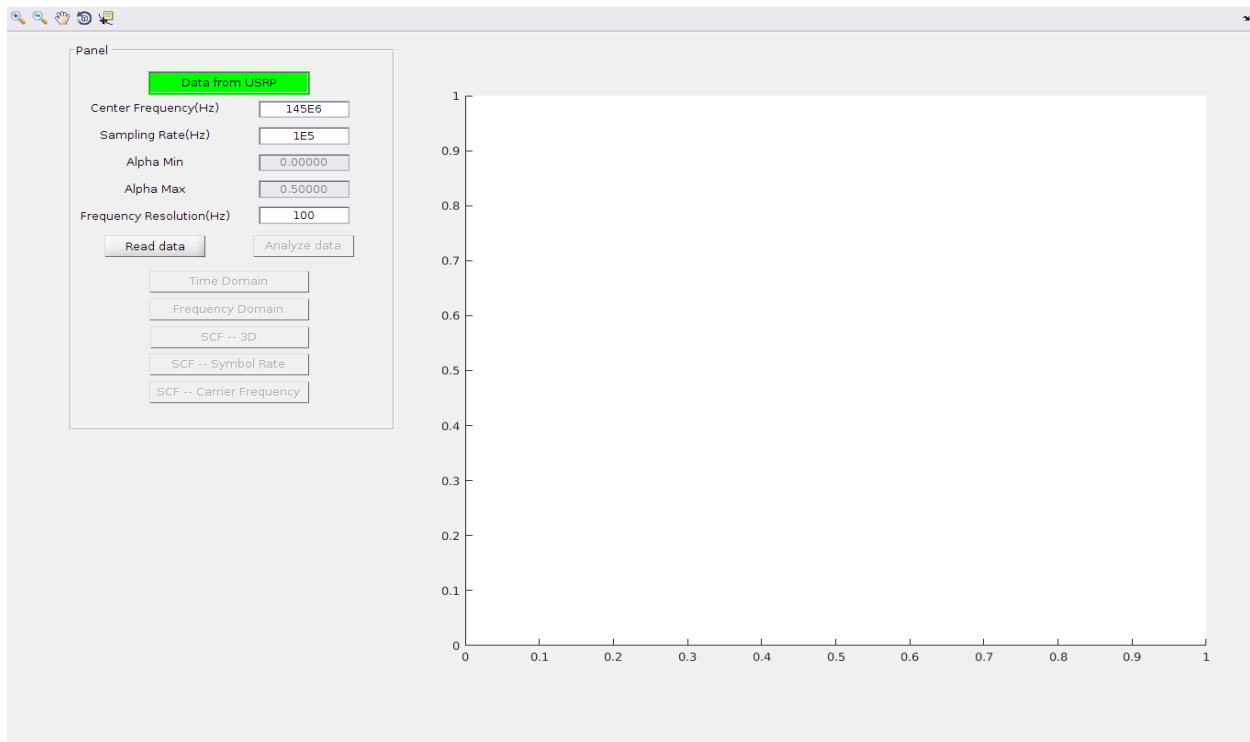 Panel
Data from USRP
Center Frequency(Hz) 145E6
Sampling Rate(Hz) 1E5
Alpha Min 0.00000
Alpha Max 0.50000
Frequency Resolution(Hz) 100
Read data Analyze data
Time Domain
Frequency Domain
SCF -- 3D
SCF -- Symbol Rate
SCF -- Carrier Frequency
1
0.9
0.8
0.7
0.6
0.5
0.4
0.3
0.2
0.1
0
0 0.1 0.2 0.3 0.4 0.5 0.6 0.7 0.8 0.9 1